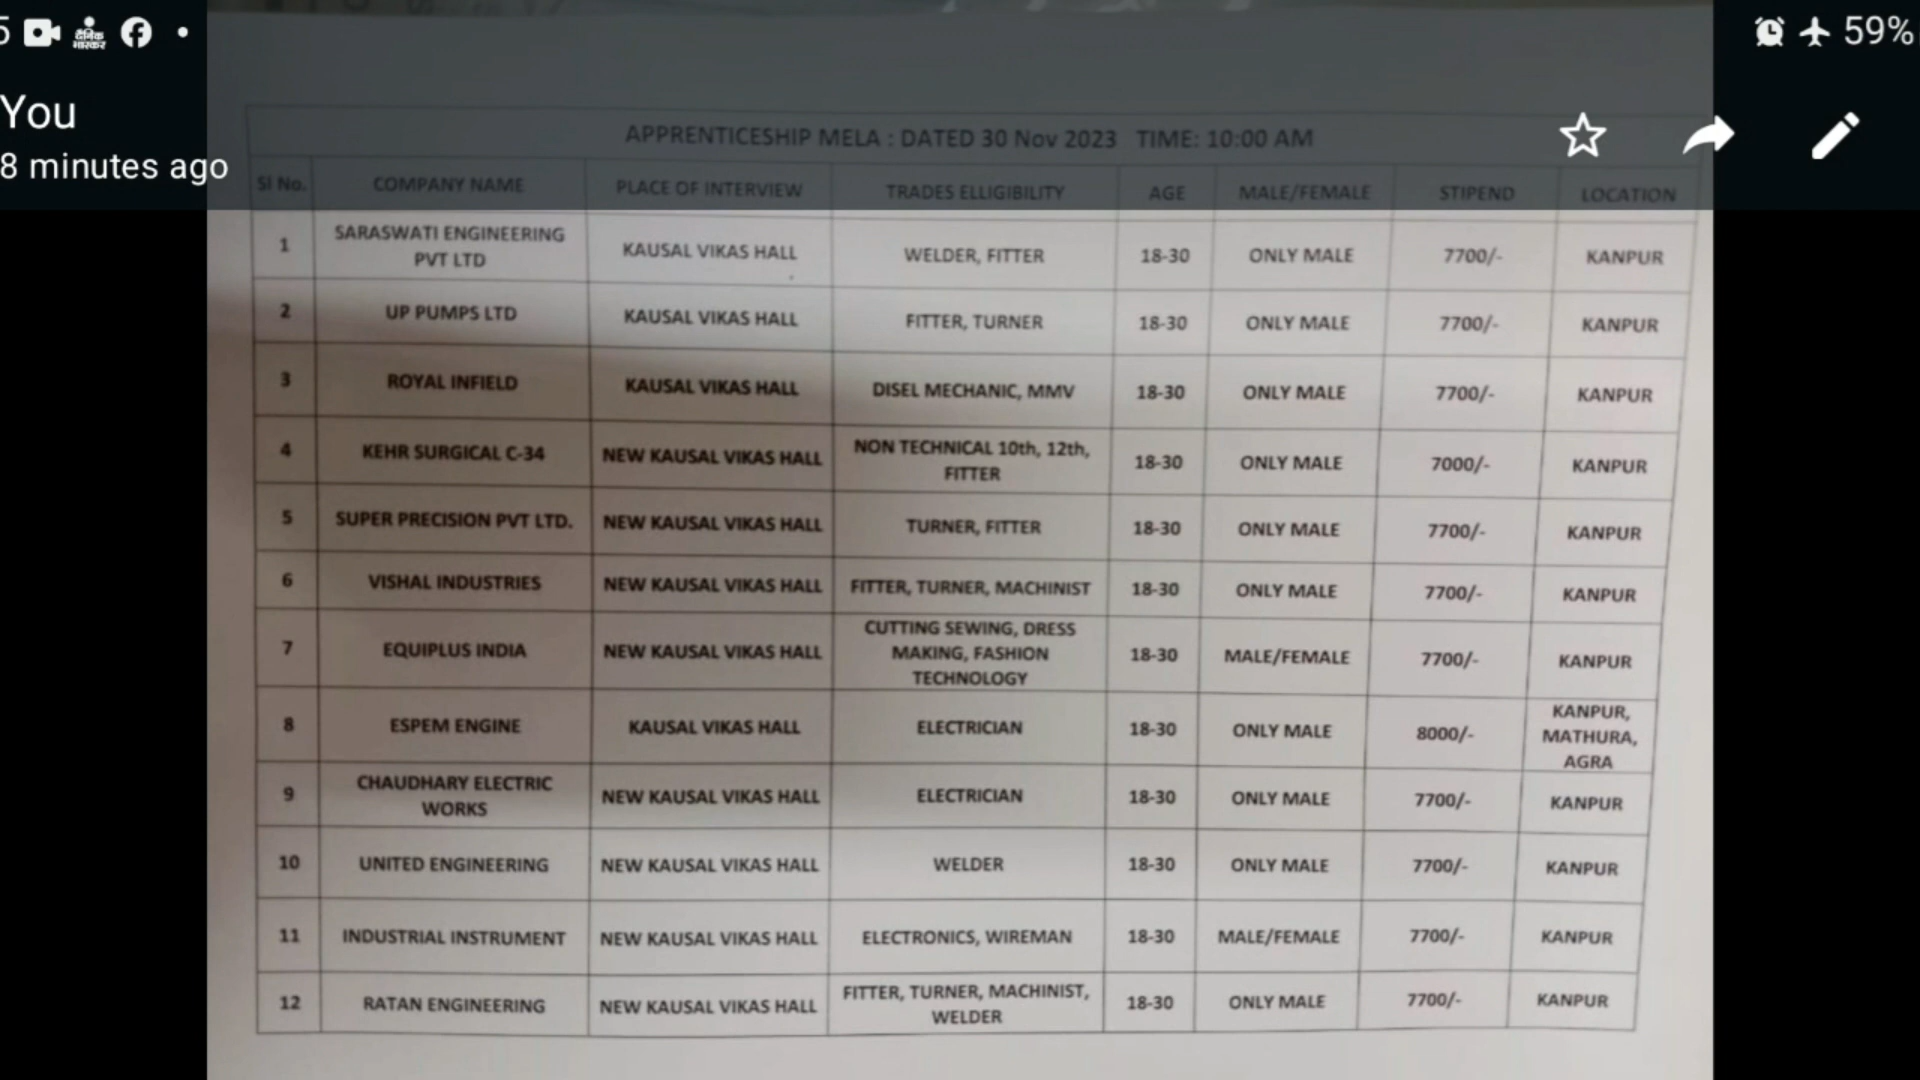 5 दैनिक भास्कर 59%
You
8 minutes ago
APPRENTICESHIP MELA : DATED 30 Nov 2023 TIME: 10:00 AM
Sl No. COMPANY NAME PLACE OF INTERVIEW TRADES ELLIGIBILITY AGE MALE/FEMALE STIPEND LOCATION
1 SARASWATI ENGINEERING PVT LTD KAUSAL VIKAS HALL WELDER, FITTER 18-30 ONLY MALE 7700/- KANPUR
2 UP PUMPS LTD KAUSAL VIKAS HALL FITTER, TURNER 18-30 ONLY MALE 7700/- KANPUR
3 ROYAL INFIELD KAUSAL VIKAS HALL DISEL MECHANIC, MMV 18-30 ONLY MALE 7700/- KANPUR
4 KEHR SURGICAL C-34 NEW KAUSAL VIKAS HALL NON TECHNICAL 10th, 12th, FITTER 18-30 ONLY MALE 7000/- KANPUR
5 SUPER PRECISION PVT LTD. NEW KAUSAL VIKAS HALL TURNER, FITTER 18-30 ONLY MALE 7700/- KANPUR
6 VISHAL INDUSTRIES NEW KAUSAL VIKAS HALL FITTER, TURNER, MACHINIST 18-30 ONLY MALE 7700/- KANPUR
7 EQUIPLUS INDIA NEW KAUSAL VIKAS HALL CUTTING SEWING, DRESS MAKING, FASHION TECHNOLOGY 18-30 MALE/FEMALE 7700/- KANPUR
8 ESPEM ENGINE KAUSAL VIKAS HALL ELECTRICIAN 18-30 ONLY MALE 8000/- KANPUR, MATHURA, AGRA
9 CHAUDHARY ELECTRIC WORKS NEW KAUSAL VIKAS HALL ELECTRICIAN 18-30 ONLY MALE 7700/- KANPUR
10 UNITED ENGINEERING NEW KAUSAL VIKAS HALL WELDER 18-30 ONLY MALE 7700/- KANPUR
11 INDUSTRIAL INSTRUMENT NEW KAUSAL VIKAS HALL ELECTRONICS, WIREMAN 18-30 MALE/FEMALE 7700/- KANPUR
12 RATAN ENGINEERING NEW KAUSAL VIKAS HALL FITTER, TURNER, MACHINIST, WELDER 18-30 ONLY MALE 7700/- KANPUR